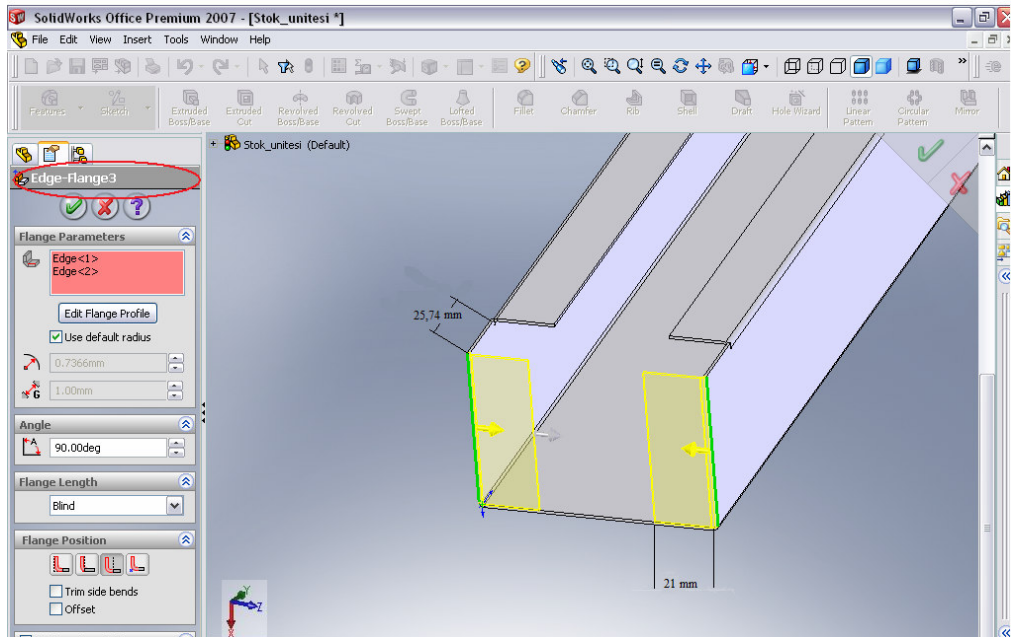 SolidWorks Office Premium 2007 - [Stok_unitesi *]
File Edit View Insert Tools Window Help
Features Sketch Extruded Boss/Base Extruded Cut Revolved Boss/Base Revolved Cut Swept Boss/Base Lofted Boss/Base Fillet Chamfer Rib Shell Draft Hole Wizard Linear Pattern Circular Pattern Mirror
Stok_unitesi (Default)
Edge-Flange3
Flange Parameters
Edge<1>
Edge<2>
Edit Flange Profile
Use default radius
0.7366mm
G 1.00mm
Angle
90.00deg
Flange Length
Blind
Flange Position
Trim side bends
Offset
25,74 mm
21 mm
Y
Z
X